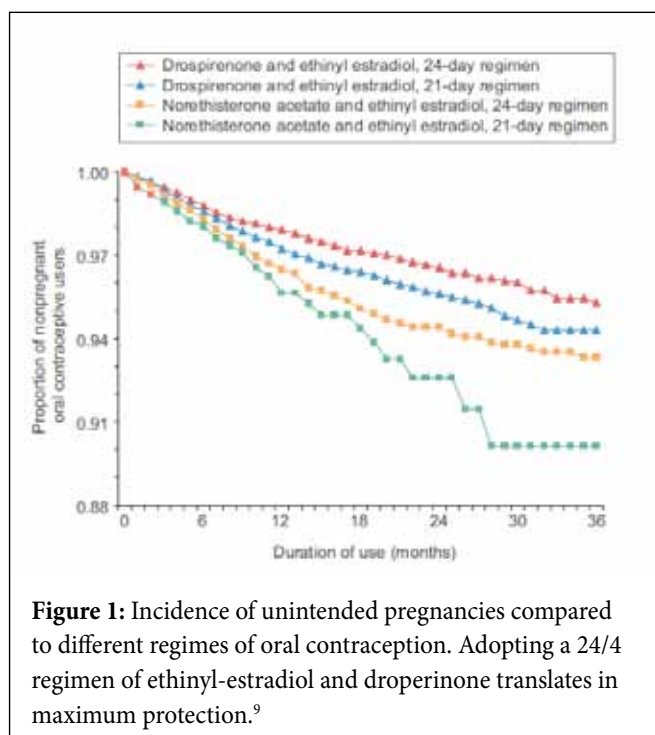 Drospirenone and ethinyl estradiol, 24-day regimen
Drospirenone and ethinyl estradiol, 21-day regimen
Norethisterone acetate and ethinyl estradiol, 24-day regimen
Norethisterone acetate and ethinyl estradiol, 21-day regimen
1.00
0.97
0.94
0.91
0.88
Proportion of nonpregnant
oral contraceptive users
0 6 12 18 24 30 36
Duration of use (months)
Figure 1: Incidence of unintended pregnancies compared
to different regimes of oral contraception. Adopting a 24/4
regimen of ethinyl-estradiol and droperinone translates in
maximum protection.⁹